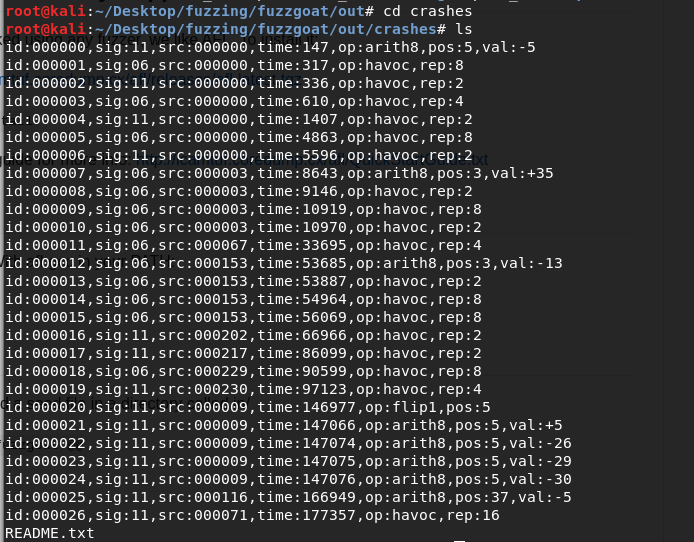 root@kali:~/Desktop/fuzzing/fuzzgoat/out# cd crashes
root@kali:~/Desktop/fuzzing/fuzzgoat/out/crashes# ls
id:000000,sig:11,src:000000,time:147,op:arith8,pos:5,val:-5
id:000001,sig:06,src:000000,time:317,op:havoc,rep:8
id:000002,sig:11,src:000000,time:336,op:havoc,rep:2
id:000003,sig:06,src:000000,time:610,op:havoc,rep:4
id:000004,sig:11,src:000000,time:1407,op:havoc,rep:2
id:000005,sig:06,src:000000,time:4863,op:havoc,rep:8
id:000006,sig:11,src:000000,time:5596,op:havoc,rep:2
id:000007,sig:06,src:000003,time:8643,op:arith8,pos:3,val:+35
id:000008,sig:06,src:000003,time:9146,op:havoc,rep:2
id:000009,sig:06,src:000003,time:10919,op:havoc,rep:8
id:000010,sig:06,src:000003,time:10970,op:havoc,rep:2
id:000011,sig:06,src:000067,time:33695,op:havoc,rep:4
id:000012,sig:06,src:000153,time:53685,op:arith8,pos:3,val:-13
id:000013,sig:06,src:000153,time:53887,op:havoc,rep:2
id:000014,sig:06,src:000153,time:54964,op:havoc,rep:8
id:000015,sig:06,src:000153,time:56069,op:havoc,rep:8
id:000016,sig:11,src:000202,time:66966,op:havoc,rep:2
id:000017,sig:11,src:000217,time:86099,op:havoc,rep:2
id:000018,sig:06,src:000229,time:90599,op:havoc,rep:8
id:000019,sig:11,src:000230,time:97123,op:havoc,rep:4
id:000020,sig:11,src:000009,time:146977,op:flip1,pos:5
id:000021,sig:11,src:000009,time:147066,op:arith8,pos:5,val:+5
id:000022,sig:11,src:000009,time:147074,op:arith8,pos:5,val:-26
id:000023,sig:11,src:000009,time:147075,op:arith8,pos:5,val:-29
id:000024,sig:11,src:000009,time:147076,op:arith8,pos:5,val:-30
id:000025,sig:11,src:000116,time:166949,op:arith8,pos:37,val:-5
id:000026,sig:11,src:000071,time:177357,op:havoc,rep:16
README.txt